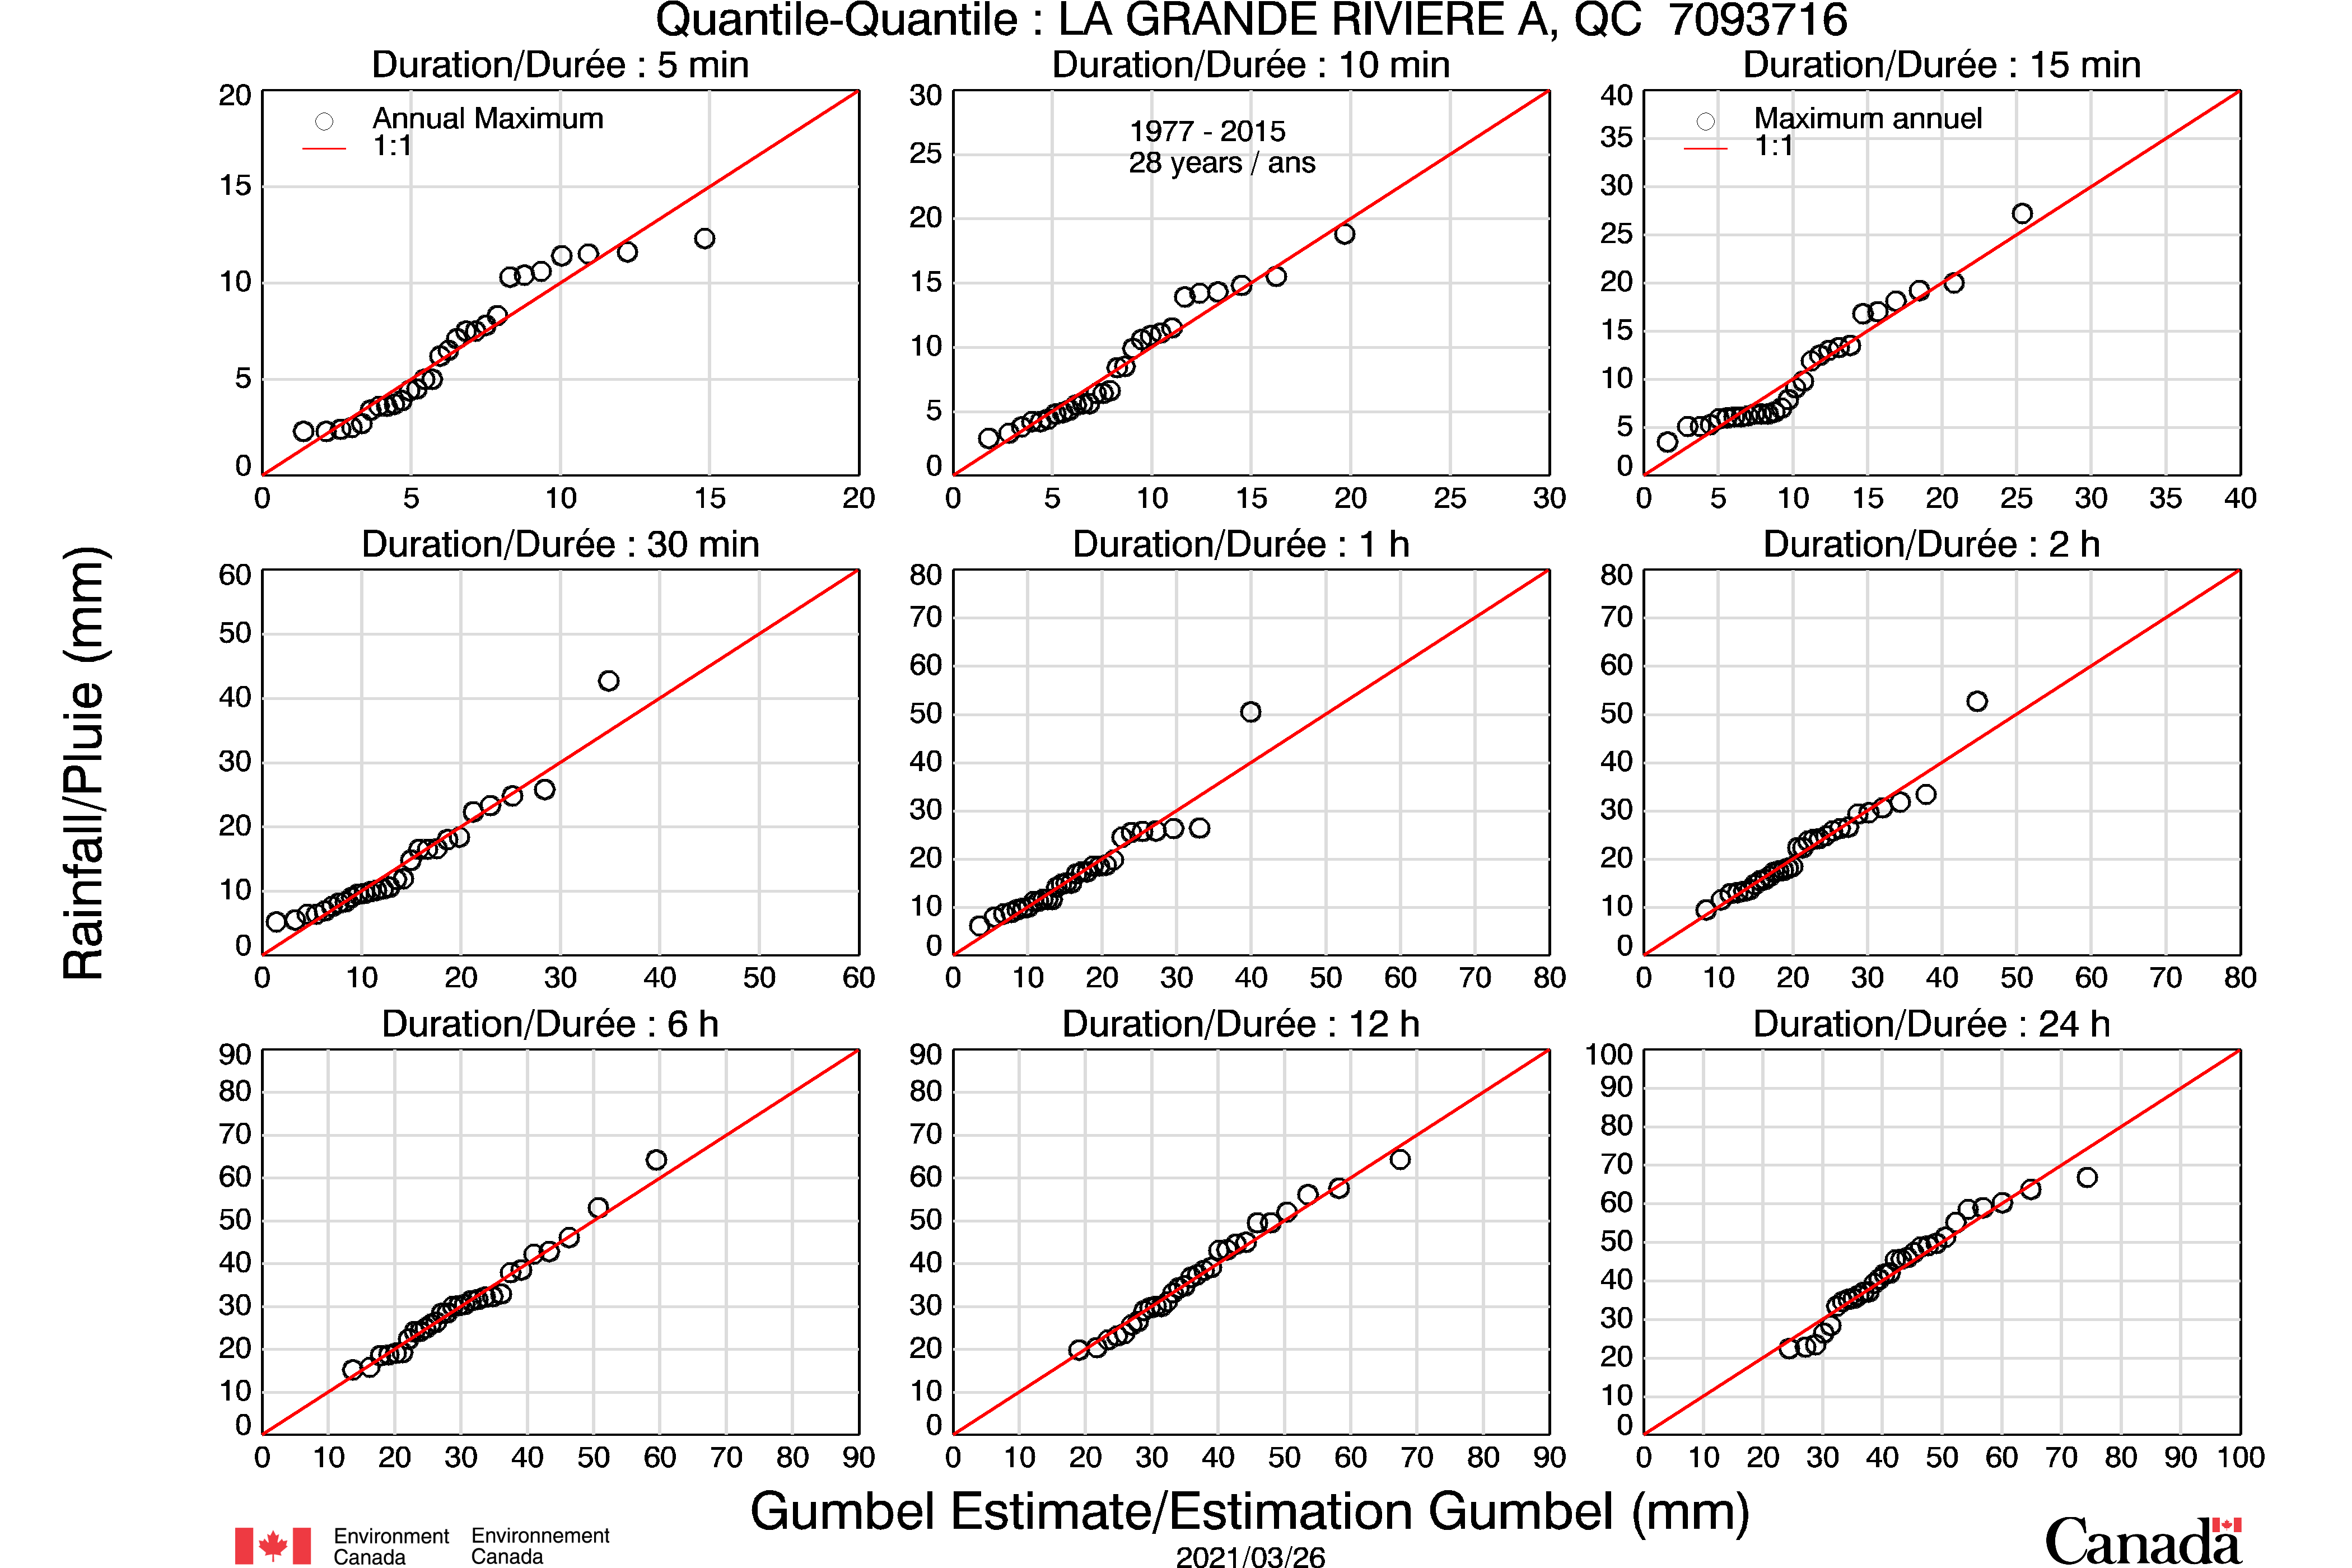 Quantile-Quantile : LA GRANDE RIVIERE A, QC 7093716
Duration/Durée : 5 min
20
15
10
5
0
0 5 10 15 20
Annual Maximum
1:1
Duration/Durée : 10 min
30
25
20
15
10
5
0
0 5 10 15 20 25 30
1977 - 2015
28 years / ans
Duration/Durée : 15 min
40
35
30
25
20
15
10
5
0
0 5 10 15 20 25 30 35 40
Maximum annuel
1:1
Rainfall/Pluie (mm)
Duration/Durée : 30 min
60
50
40
30
20
10
0
0 10 20 30 40 50 60
Duration/Durée : 1 h
80
70
60
50
40
30
20
10
0
0 10 20 30 40 50 60 70 80
Duration/Durée : 2 h
80
70
60
50
40
30
20
10
0
0 10 20 30 40 50 60 70 80
Duration/Durée : 6 h
90
80
70
60
50
40
30
20
10
0
0 10 20 30 40 50 60 70 80 90
Duration/Durée : 12 h
90
80
70
60
50
40
30
20
10
0
0 10 20 30 40 50 60 70 80 90
Duration/Durée : 24 h
100
90
80
70
60
50
40
30
20
10
0
0 10 20 30 40 50 60 70 80 90 100
Gumbel Estimate/Estimation Gumbel (mm)
Environment Environnement
Canada Canada
2021/03/26
Canada